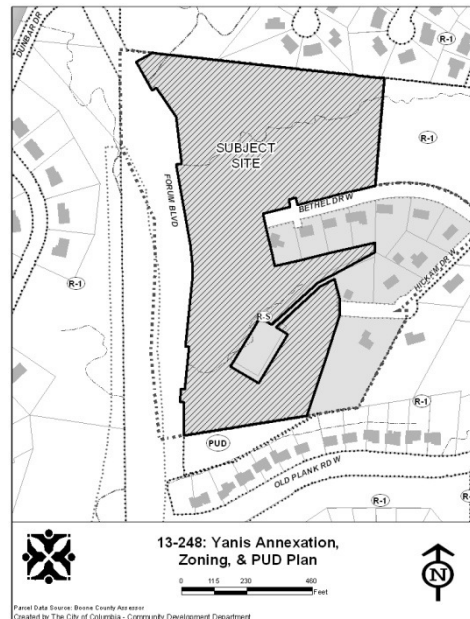 DUNBAR DR
R-1
SUBJECT
SITE
R-1
FORUM BLVD
BETHEL DR W
HICKAM DR W
R-1
R-S
R-1
PUD
OLD PLANK RD W
R-1
R-
13-248: Yanis Annexation,
Zoning, & PUD Plan
0 115 230 460
Feet
N
Parcel Data Source: Boone County Assessor
Created by The City of Columbia - Community Development Department